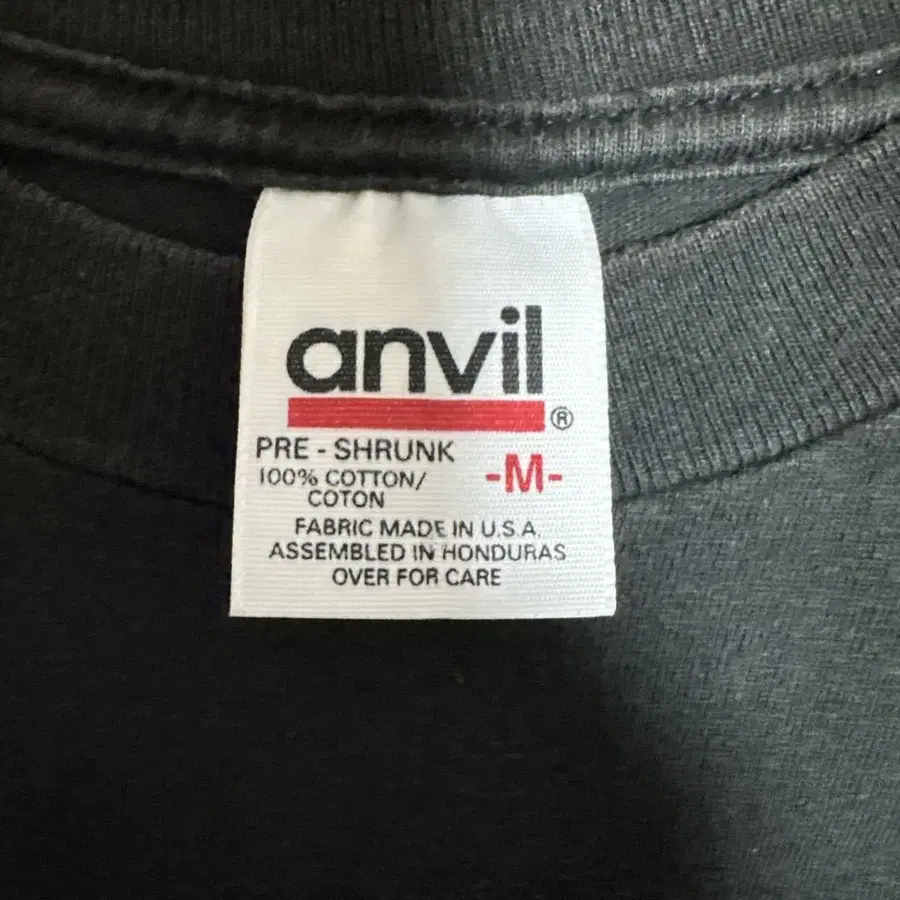 anvil®
PRE - SHRUNK
100% COTTON/
COTON
-M-
FABRIC MADE IN U.S.A.
ASSEMBLED IN HONDURAS
OVER FOR CARE